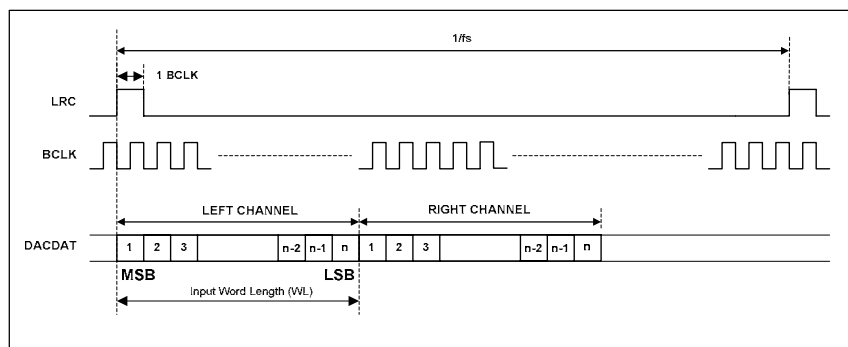 1/fs
1 BCLK
LRC
BCLK
LEFT CHANNEL
RIGHT CHANNEL
DACDAT
1 2 3 n-2 n-1 n 1 2 3 n-2 n-1 n
MSB LSB
Input Word Length (WL)